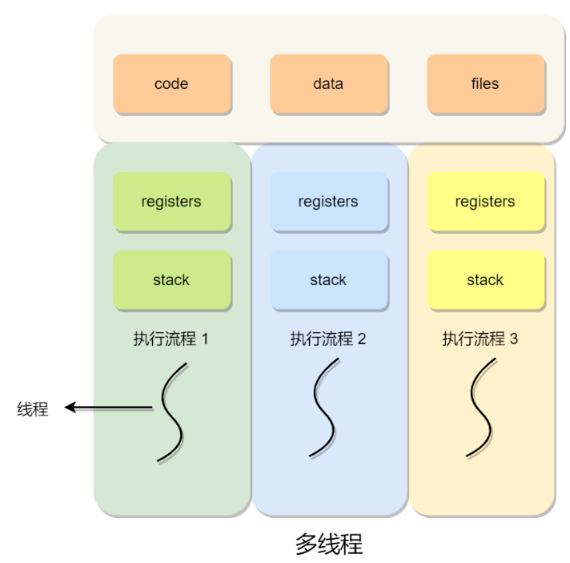 code data files
registers registers registers
stack stack stack
执行流程 1 执行流程 2 执行流程 3
线程
多线程